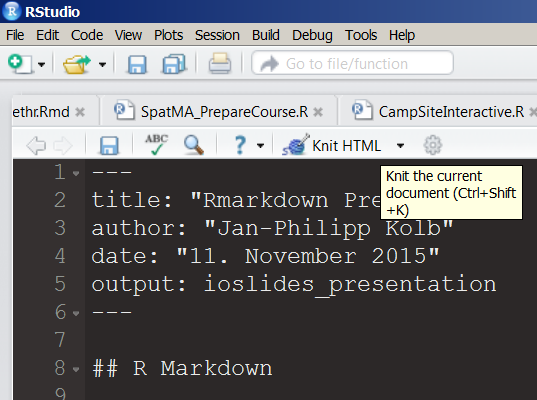 RStudio
File Edit Code View Plots Session Build Debug Tools Help
Go to file/function
ethr.Rmd SpatMA_PrepareCourse.R CampSiteInteractive.R
ABC ? Knit HTML
Knit the current
document (Ctrl+Shift
+K)
1 ---
2 title: "Rmarkdown Pre
3 author: "Jan-Philipp Kolb"
4 date: "11. November 2015"
5 output: ioslides_presentation
6 ---
7
8 ## R Markdown
9